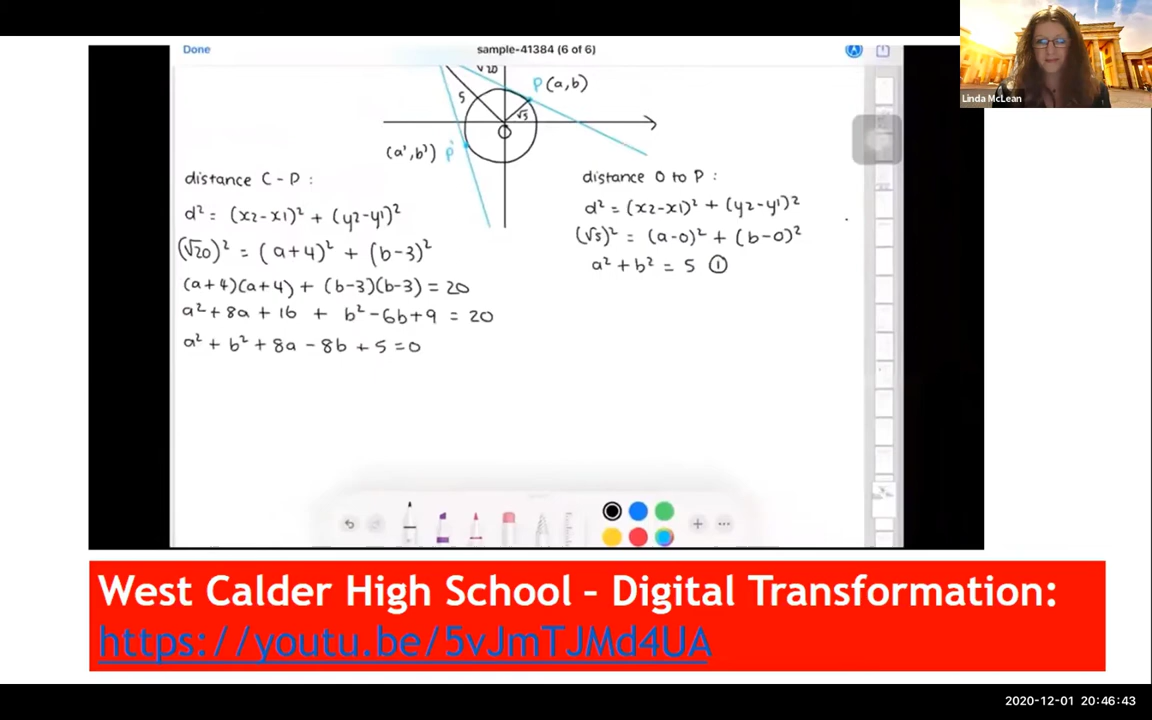 Done
sample-41384 (6 of 6)
Linda McLean
√20
P (a,b)
5
√5
O
(a',b') P'
distance C - P :
d² = (x2-x1)² + (y2-y1)²
(√20)² = (a+4)² + (b-3)²
(a+4)(a+4) + (b-3)(b-3) = 20
a² + 8a + 16 + b² - 6b + 9 = 20
a² + b² + 8a - 8b + 5 = 0
distance O to P :
d² = (x2-x1)² + (y2-y1)²
(√5)² = (a-0)² + (b-0)²
a² + b² = 5 ①
West Calder High School – Digital Transformation:
https://youtu.be/5vJmTJMd4UA
2020-12-01 20:46:43